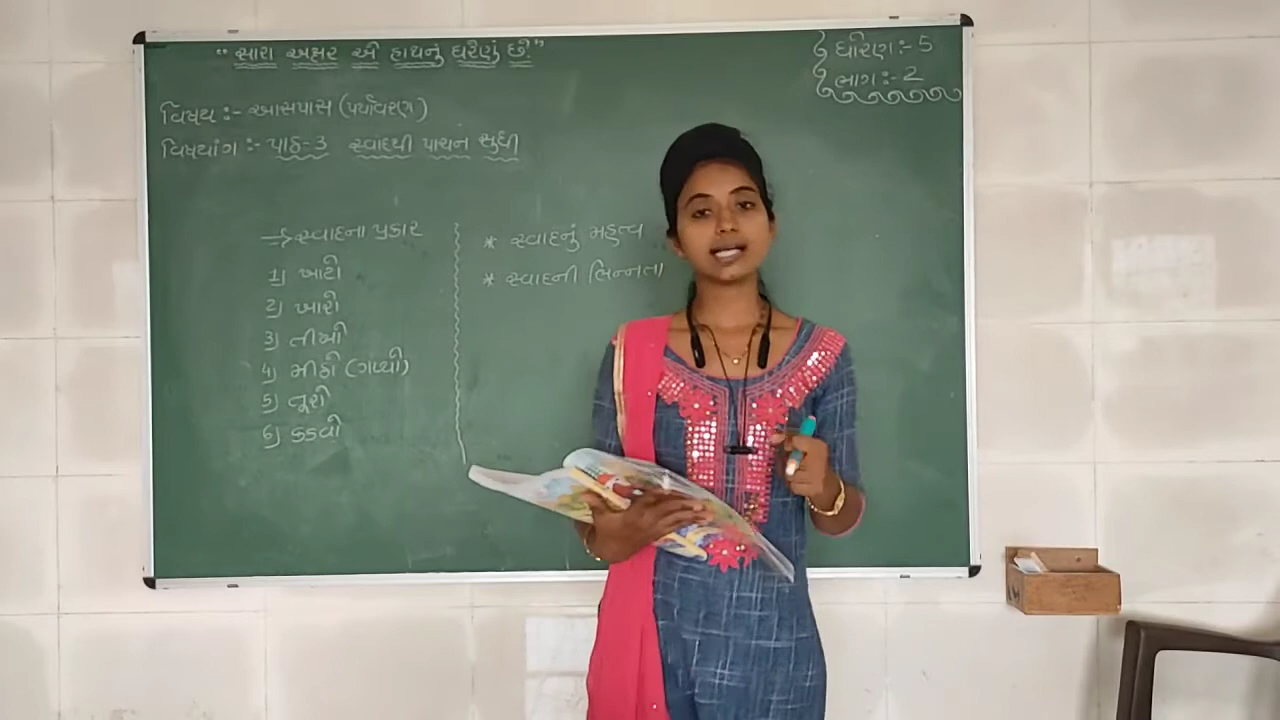 "સારા અક્ષર એ હાથનું ઘરેણું છે."
ધોરણ:- 5
ભાગ:- 2
વિષય:- આસપાસ (પર્યાવરણ)
વિષયાંગ:- પાઠ-3 સ્વાદથી પાચન સુધી
→ સ્વાદના પ્રકાર
1) ખાટો
2) ખારો
3) તીખો
4) મીઠો (ગળ્યો)
5) તૂરો
6) કડવો
* સ્વાદનું મહત્વ
* સ્વાદની ભિન્નતા